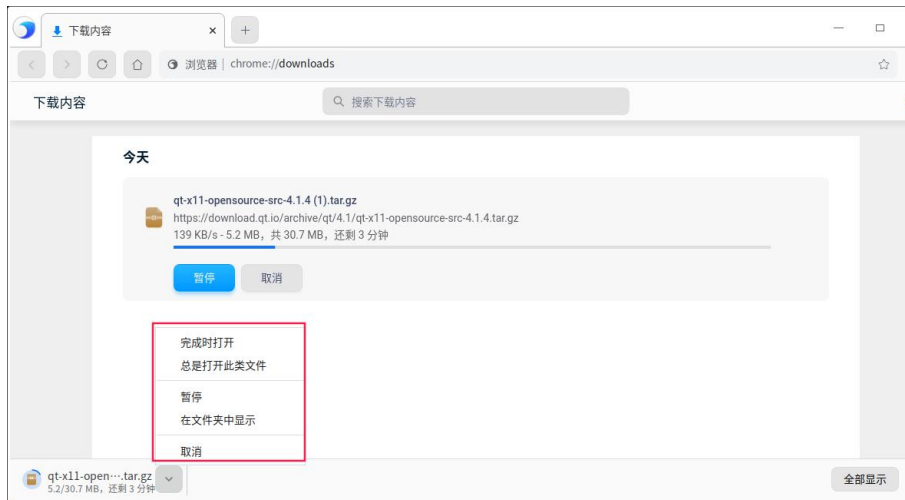 下载内容
浏览器 | chrome://downloads
下载内容
搜索下载内容
今天
qt-x11-opensource-src-4.1.4 (1).tar.gz
https://download.qt.io/archive/qt/4.1/qt-x11-opensource-src-4.1.4.tar.gz
139 KB/s - 5.2 MB，共 30.7 MB，还剩 3 分钟
暂停 取消
完成时打开
总是打开此类文件
暂停
在文件夹中显示
取消
qt-x11-open….tar.gz
5.2/30.7 MB，还剩 3 分钟
全部显示